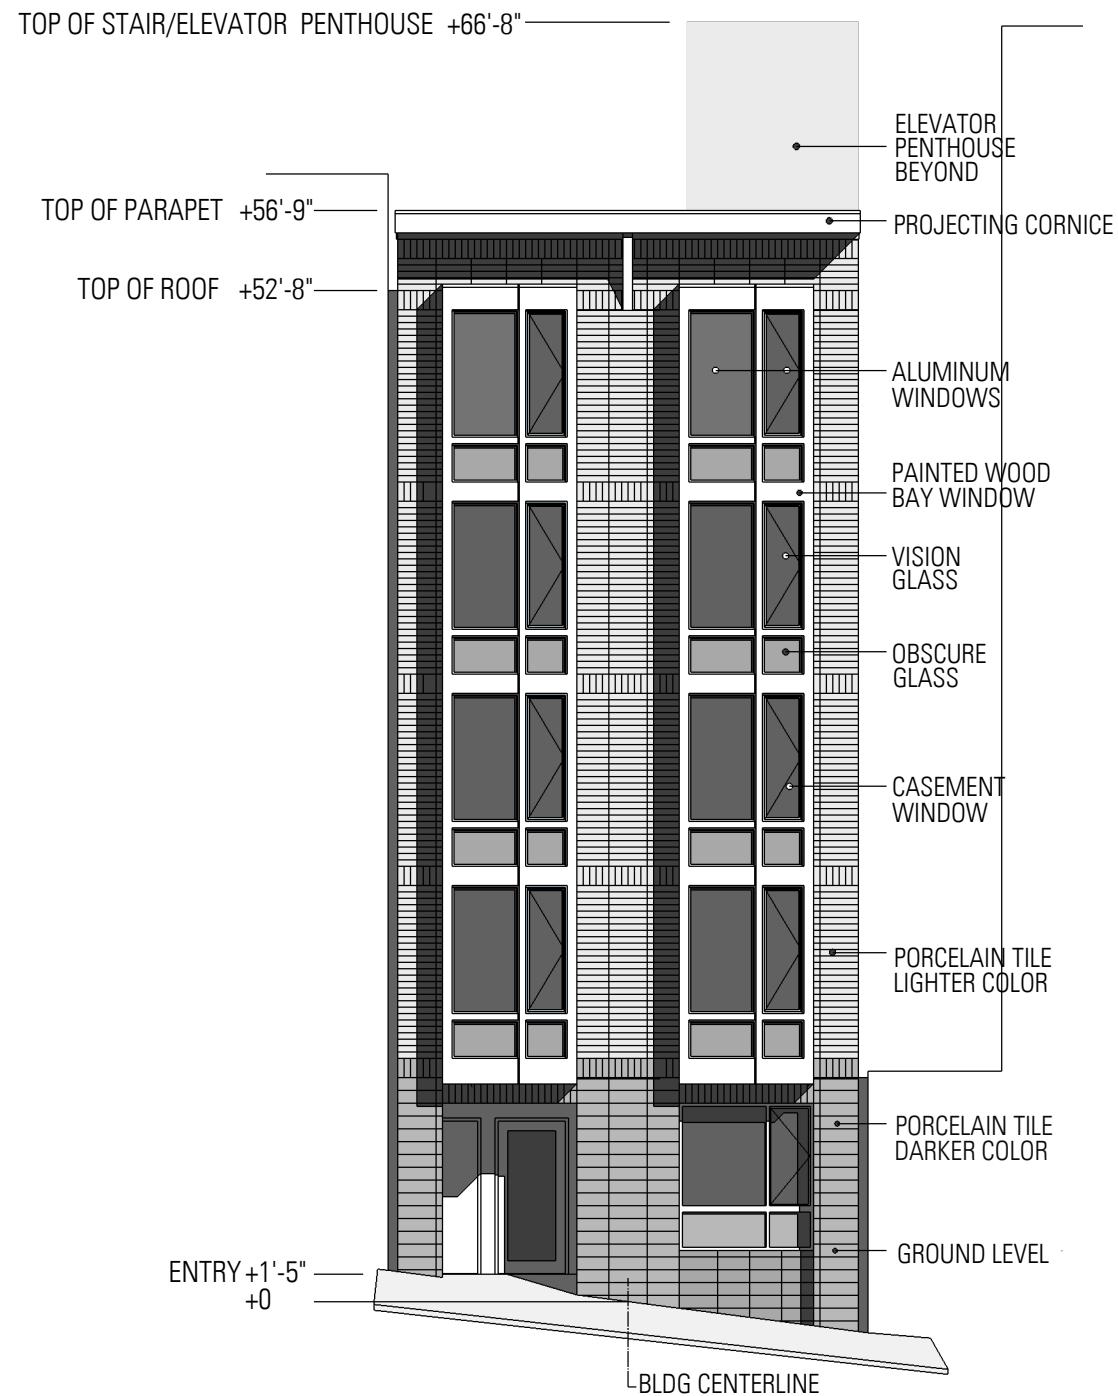 TOP OF STAIR/ELEVATOR PENTHOUSE +66'-8"
ELEVATOR
PENTHOUSE
BEYOND
TOP OF PARAPET +56'-9"
PROJECTING CORNICE
TOP OF ROOF +52'-8"
ALUMINUM
WINDOWS
PAINTED WOOD
BAY WINDOW
VISION
GLASS
OBSCURE
GLASS
CASEMENT
WINDOW
PORCELAIN TILE
LIGHTER COLOR
PORCELAIN TILE
DARKER COLOR
GROUND LEVEL
ENTRY +1'-5"
+0
BLDG CENTERLINE